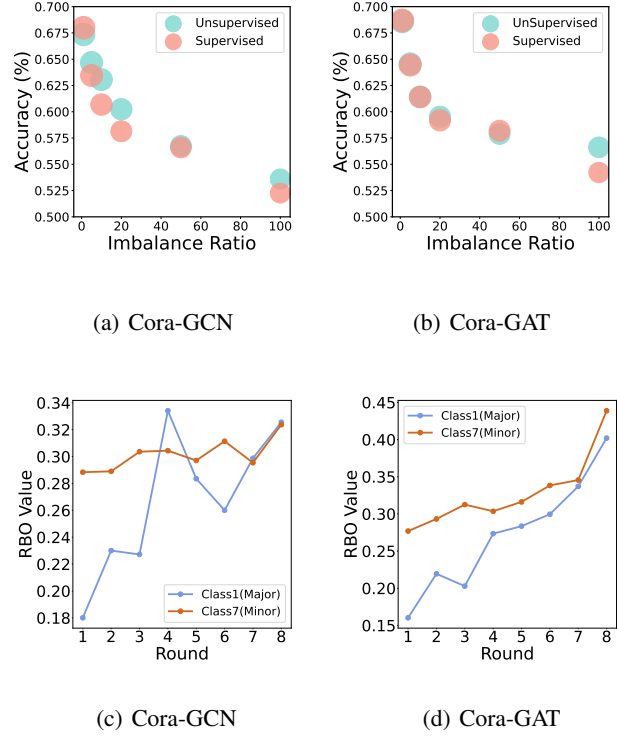 0.700
0.675
0.650
0.625
0.600
0.575
0.550
0.525
0.500
Accuracy (%)
Unsupervised
Supervised
0 20 40 60 80 100
Imbalance Ratio
(a) Cora-GCN
0.700
0.675
0.650
0.625
0.600
0.575
0.550
0.525
0.500
Accuracy (%)
UnSupervised
Supervised
0 20 40 60 80 100
Imbalance Ratio
(b) Cora-GAT
0.34
0.32
0.30
0.28
0.26
0.24
0.22
0.20
0.18
RBO Value
Class1(Major)
Class7(Minor)
1 2 3 4 5 6 7 8
Round
(c) Cora-GCN
0.45
0.40
0.35
0.30
0.25
0.20
0.15
RBO Value
Class1(Major)
Class7(Minor)
1 2 3 4 5 6 7 8
Round
(d) Cora-GAT